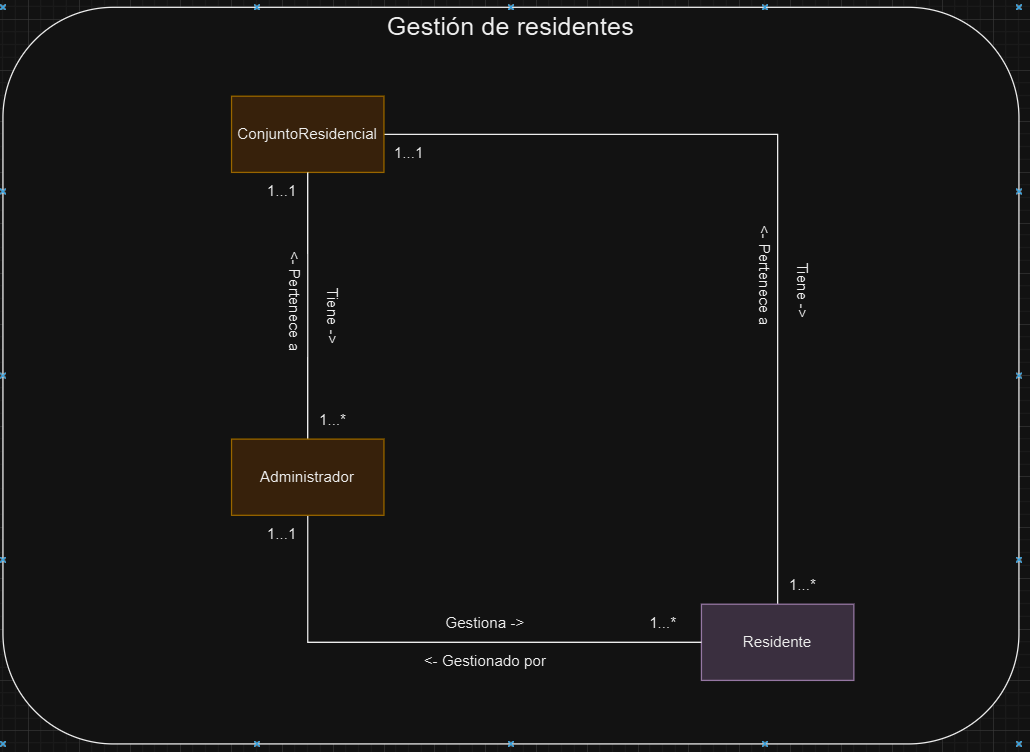 Gestión de residentes
ConjuntoResidencial
1...1
1...1
<- Pertenece a
Tiene ->
<- Pertenece a
Tiene ->
1...*
Administrador
1...1
1...*
Gestiona ->
1...*
Residente
<- Gestionado por